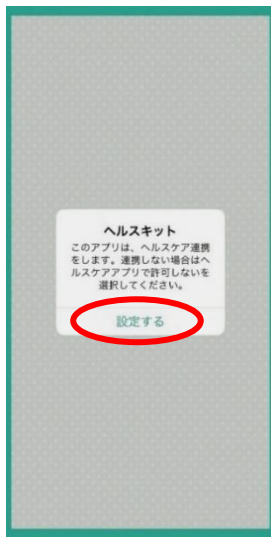 ヘルスキット
このアプリは、ヘルスケア連携
をします。連携しない場合はヘ
ルスケアアプリで許可しないを
選択してください。
設定する